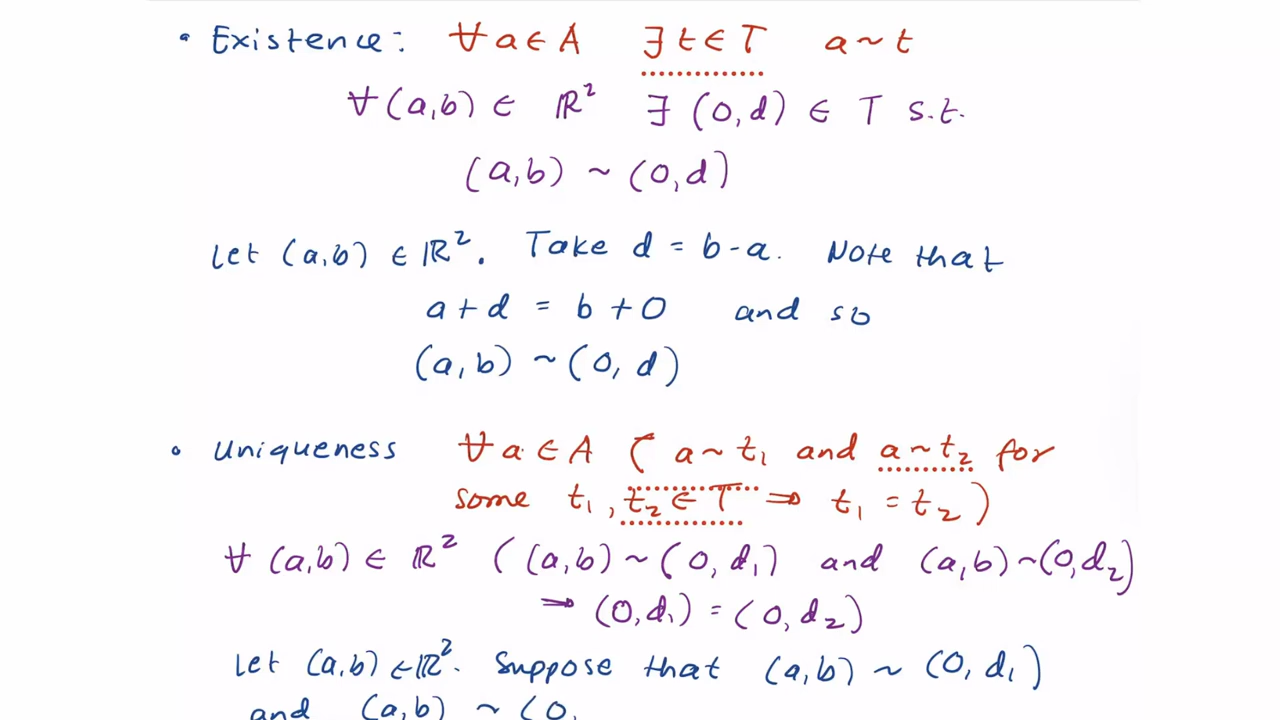 • Existence: ∀ a ∈ A ∃ t ∈ T a ~ t
∀ (a,b) ∈ ℝ² ∃ (0,d) ∈ T s.t.
(a,b) ~ (0,d)
Let (a,b) ∈ ℝ². Take d = b-a. Note that
a+d = b+0 and so
(a,b) ~ (0,d)
• Uniqueness ∀ a ∈ A ( a ~ t₁ and a ~ t₂ for
some t₁, t₂ ∈ T ⇒ t₁ = t₂ )
∀ (a,b) ∈ ℝ² ( (a,b) ~ (0,d₁) and (a,b) ~ (0,d₂)
⇒ (0,d₁) = (0,d₂)
Let (a,b) ∈ ℝ². Suppose that (a,b) ~ (0,d₁)
and (a,b) ~ (0,